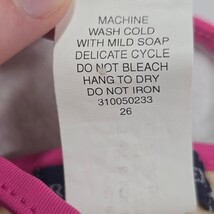 MACHINE
WASH COLD
WITH MILD SOAP
DELICATE CYCLE
DO NOT BLEACH
HANG TO DRY
DO NOT IRON
310050233
26